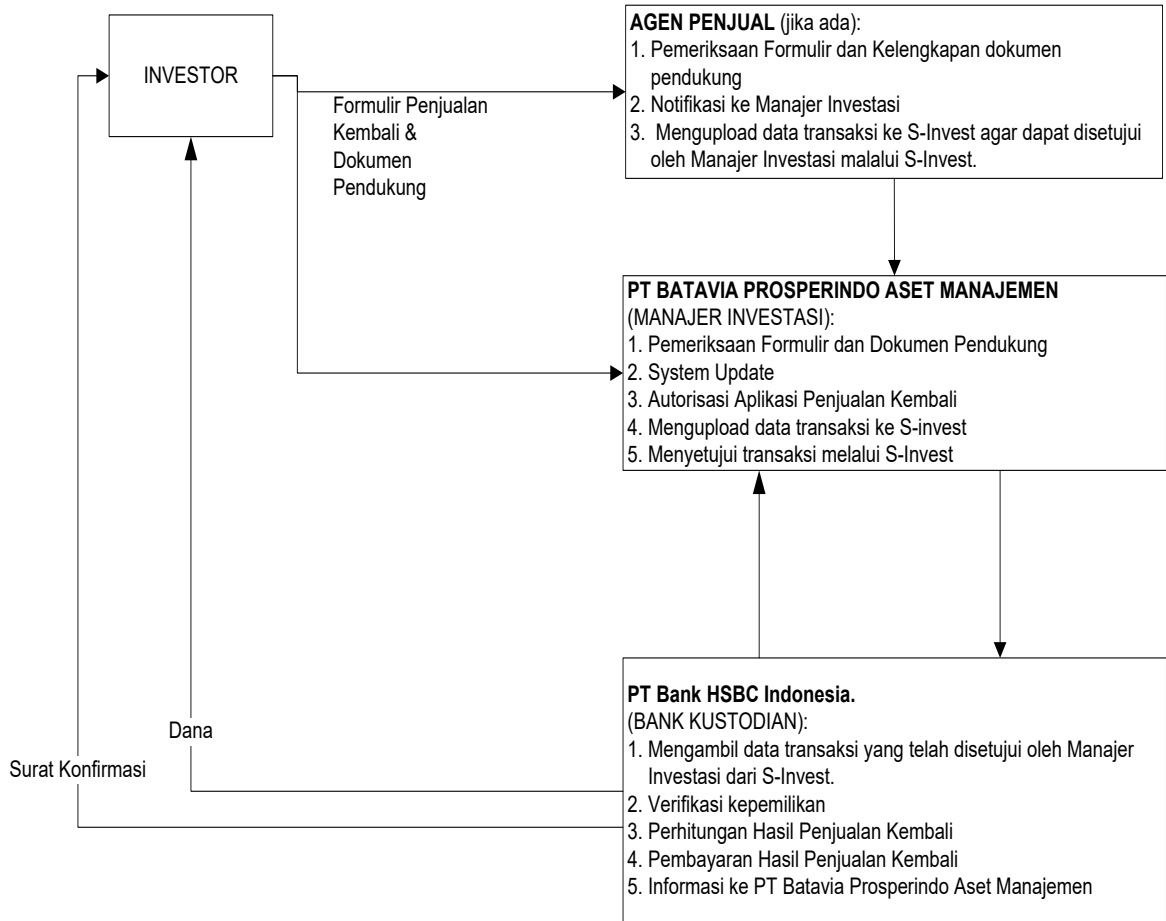 INVESTOR
Formulir Penjualan
Kembali &
Dokumen
Pendukung
AGEN PENJUAL (jika ada):
1. Pemeriksaan Formulir dan Kelengkapan dokumen
pendukung
2. Notifikasi ke Manajer Investasi
3. Mengupload data transaksi ke S-Invest agar dapat disetujui
oleh Manajer Investasi malalui S-Invest.
PT BATAVIA PROSPERINDO ASET MANAJEMEN
(MANAJER INVESTASI):
1. Pemeriksaan Formulir dan Dokumen Pendukung
2. System Update
3. Autorisasi Aplikasi Penjualan Kembali
4. Mengupload data transaksi ke S-invest
5. Menyetujui transaksi melalui S-Invest
Dana
Surat Konfirmasi
PT Bank HSBC Indonesia.
(BANK KUSTODIAN):
1. Mengambil data transaksi yang telah disetujui oleh Manajer
Investasi dari S-Invest.
2. Verifikasi kepemilikan
3. Perhitungan Hasil Penjualan Kembali
4. Pembayaran Hasil Penjualan Kembali
5. Informasi ke PT Batavia Prosperindo Aset Manajemen